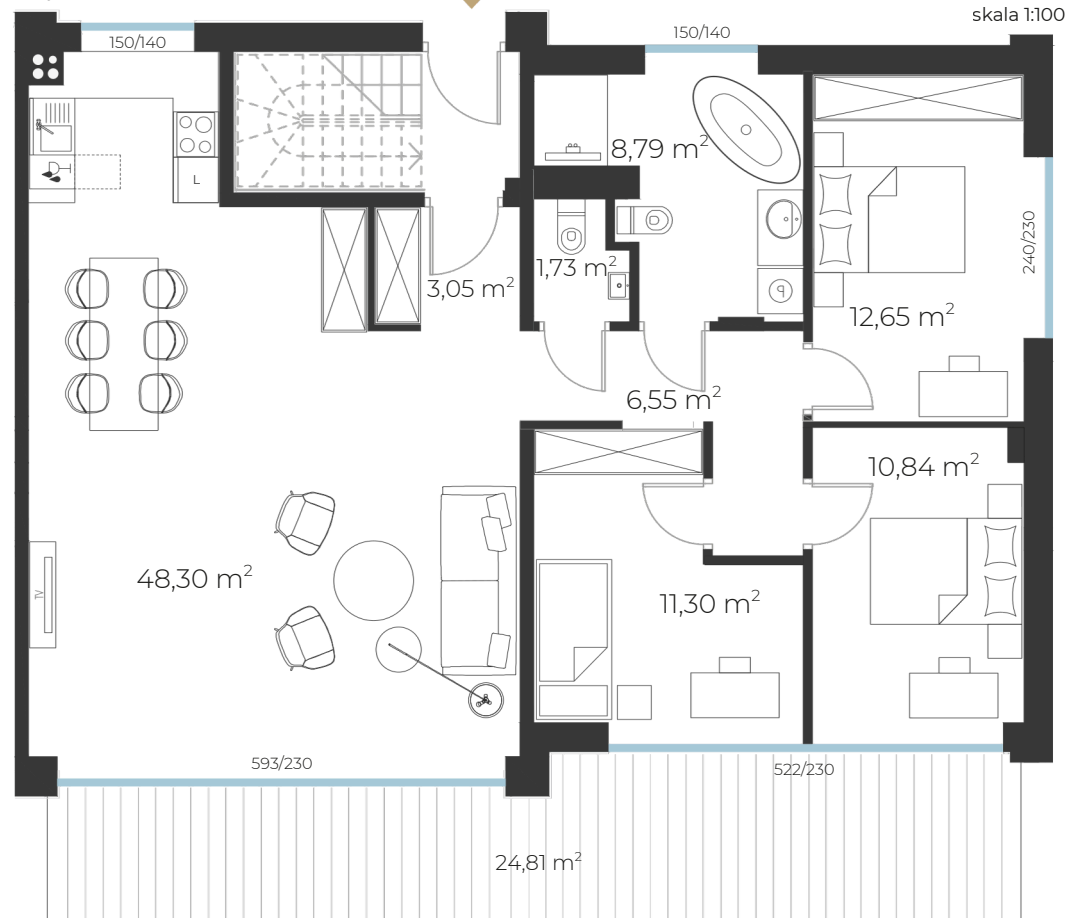 skala 1:100
150/140
150/140
8,79 m²
L
1,73 m²
3,05 m²
240/230
P
12,65 m²
6,55 m²
10,84 m²
48,30 m²
TV
11,30 m²
593/230
522/230
24,81 m²